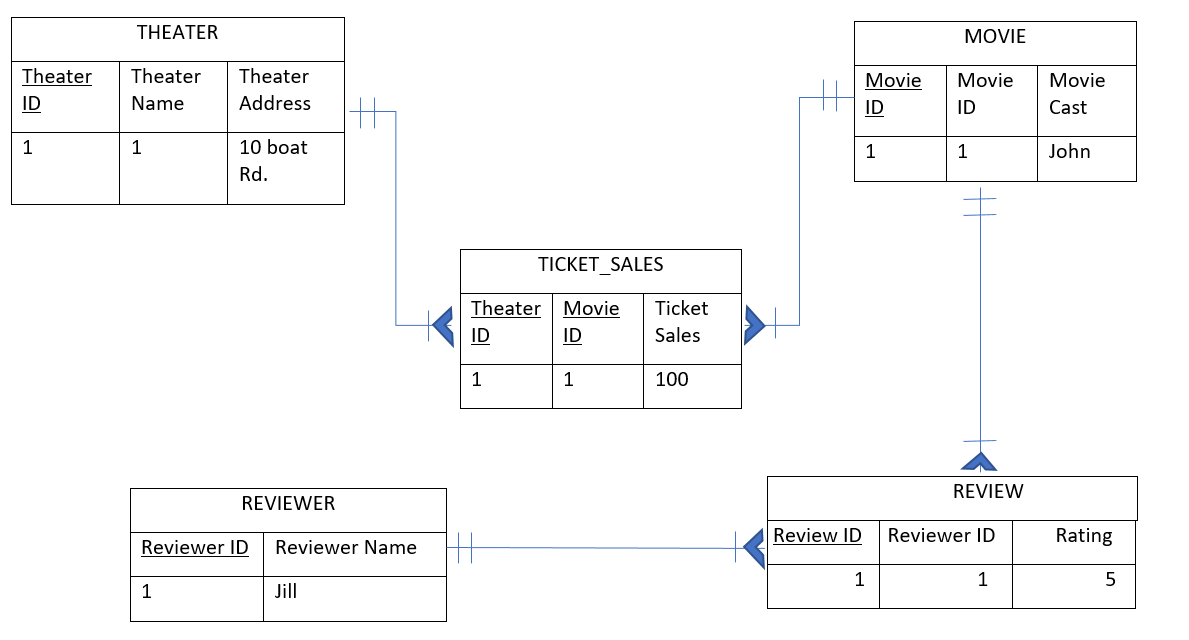 THEATER
Theater ID
Theater Name
Theater Address
1
1
10 boat Rd.
MOVIE
Movie ID
Movie ID
Movie Cast
1
1
John
TICKET_SALES
Theater ID
Movie ID
Ticket Sales
1
1
100
REVIEWER
Reviewer ID
Reviewer Name
1
Jill
REVIEW
Review ID
Reviewer ID
Rating
1
1
5